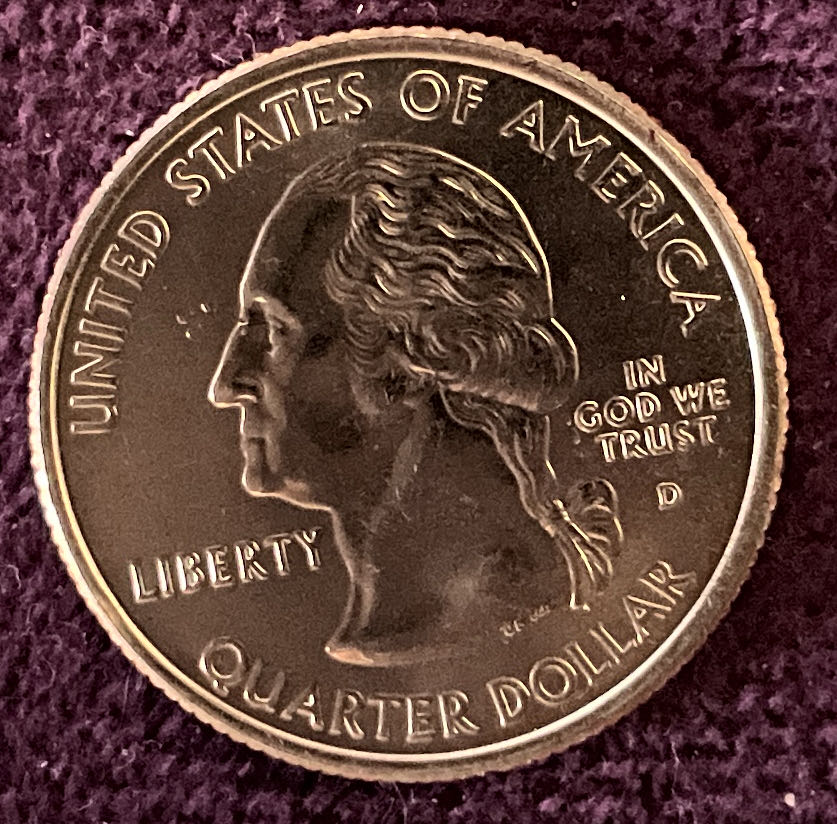 UNITED STATES OF AMERICA
IN
GOD WE
TRUST
D
LIBERTY
QUARTER DOLLAR